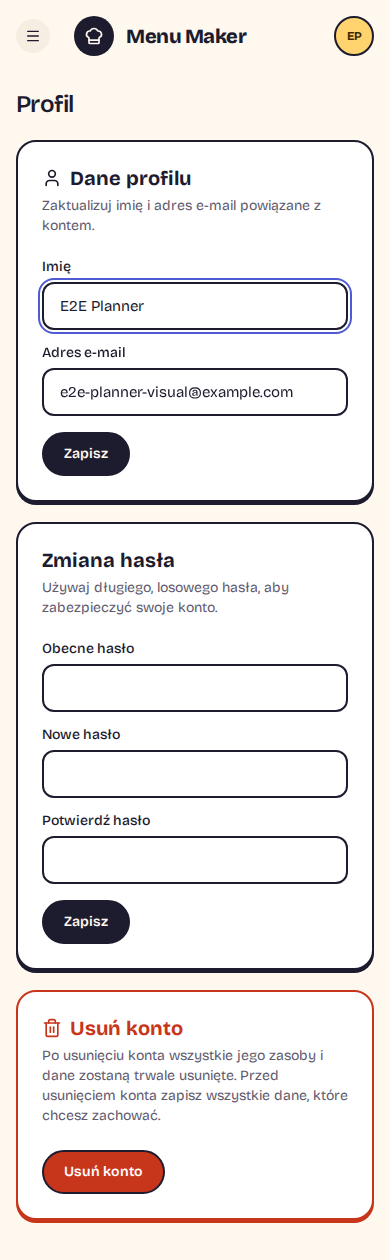 Menu Maker
EP
Profil
Dane profilu
Zaktualizuj imię i adres e-mail powiązane z
kontem.
Imię
E2E Planner
Adres e-mail
e2e-planner-visual@example.com
Zapisz
Zmiana hasła
Używaj długiego, losowego hasła, aby
zabezpieczyć swoje konto.
Obecne hasło
Nowe hasło
Potwierdź hasło
Zapisz
Usuń konto
Po usunięciu konta wszystkie jego zasoby i
dane zostaną trwale usunięte. Przed
usunięciem konta zapisz wszystkie dane, które
chcesz zachować.
Usuń konto